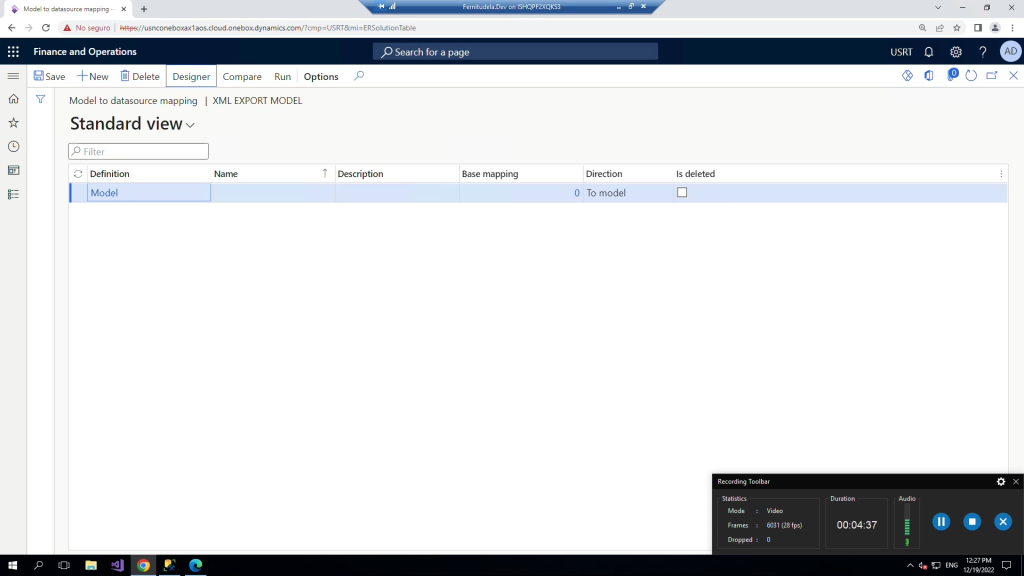 Model to datasource mapping --
Fernitudela.Dev on ISHQPF2XQKS3
No seguro
https://usnconeboxax1aos.cloud.onebox.dynamics.com/?cmp=USRT&mi=ERSolutionTable
Finance and Operations
Search for a page
USRT
AD
Save
New
Delete
Designer
Compare
Run
Options
0
Model to datasource mapping | XML EXPORT MODEL
Standard view
Filter
Definition Name Description Base mapping Direction Is deleted
Model 0 To model
Recording Toolbar
Statistics
Mode : Video
Frames : 6031 (28 fps)
Dropped : 0
Duration
00:04:37
Audio
ENG
12:27 PM
12/19/2022